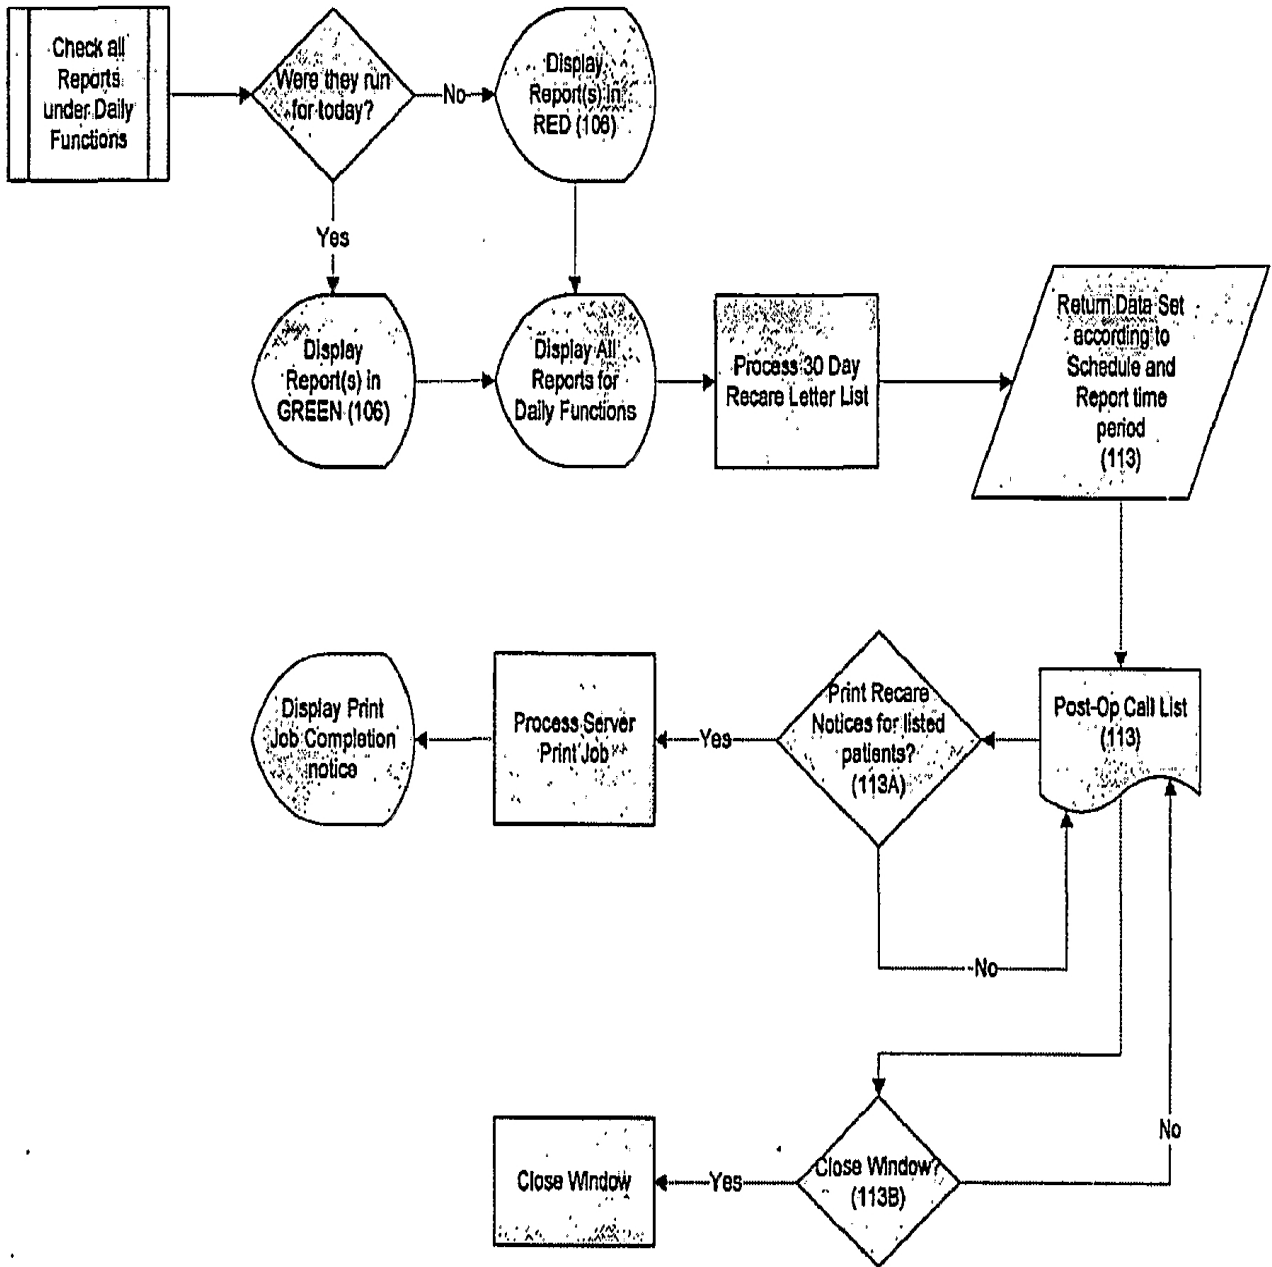 Check all
Reports
under Daily
Functions
Were they run
for today?
No
Display
Report(s) in
RED (106)
Yes
Display
Report(s) in
GREEN (106)
Display All
Reports for
Daily Functions
Process 30 Day
Recare Letter List
Return Data Set
according to
Schedule and
Report time
period
(113)
Display Print
Job Completion
notice
Process Server
Print Job
Yes
Print Recare
Notices for listed
patients?
(113A)
Post-Op Call List
(113)
No
Close Window
Yes
Close Window?
(113B)
No